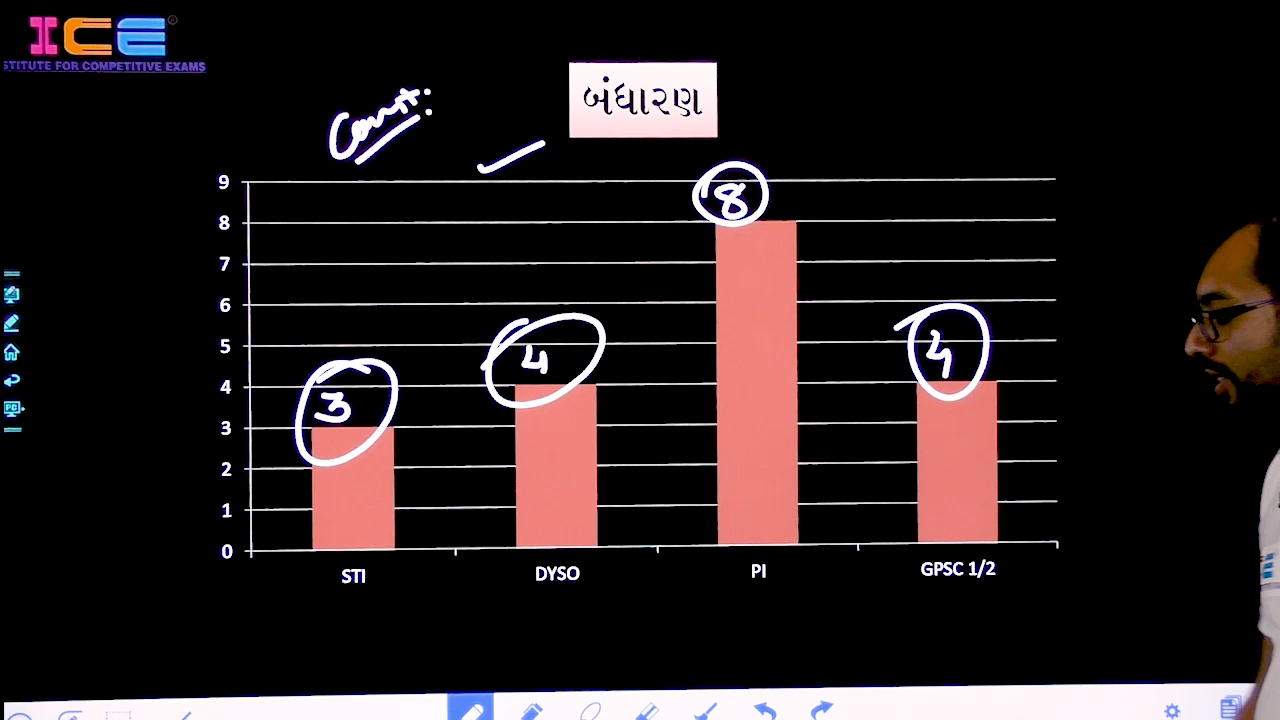 ICE
STITUTE FOR COMPETITIVE EXAMS
બંધારણ
Const:
9
8
7
6
5
4
3
2
1
0
3
4
8
4
STI
DYSO
PI
GPSC 1/2
PC